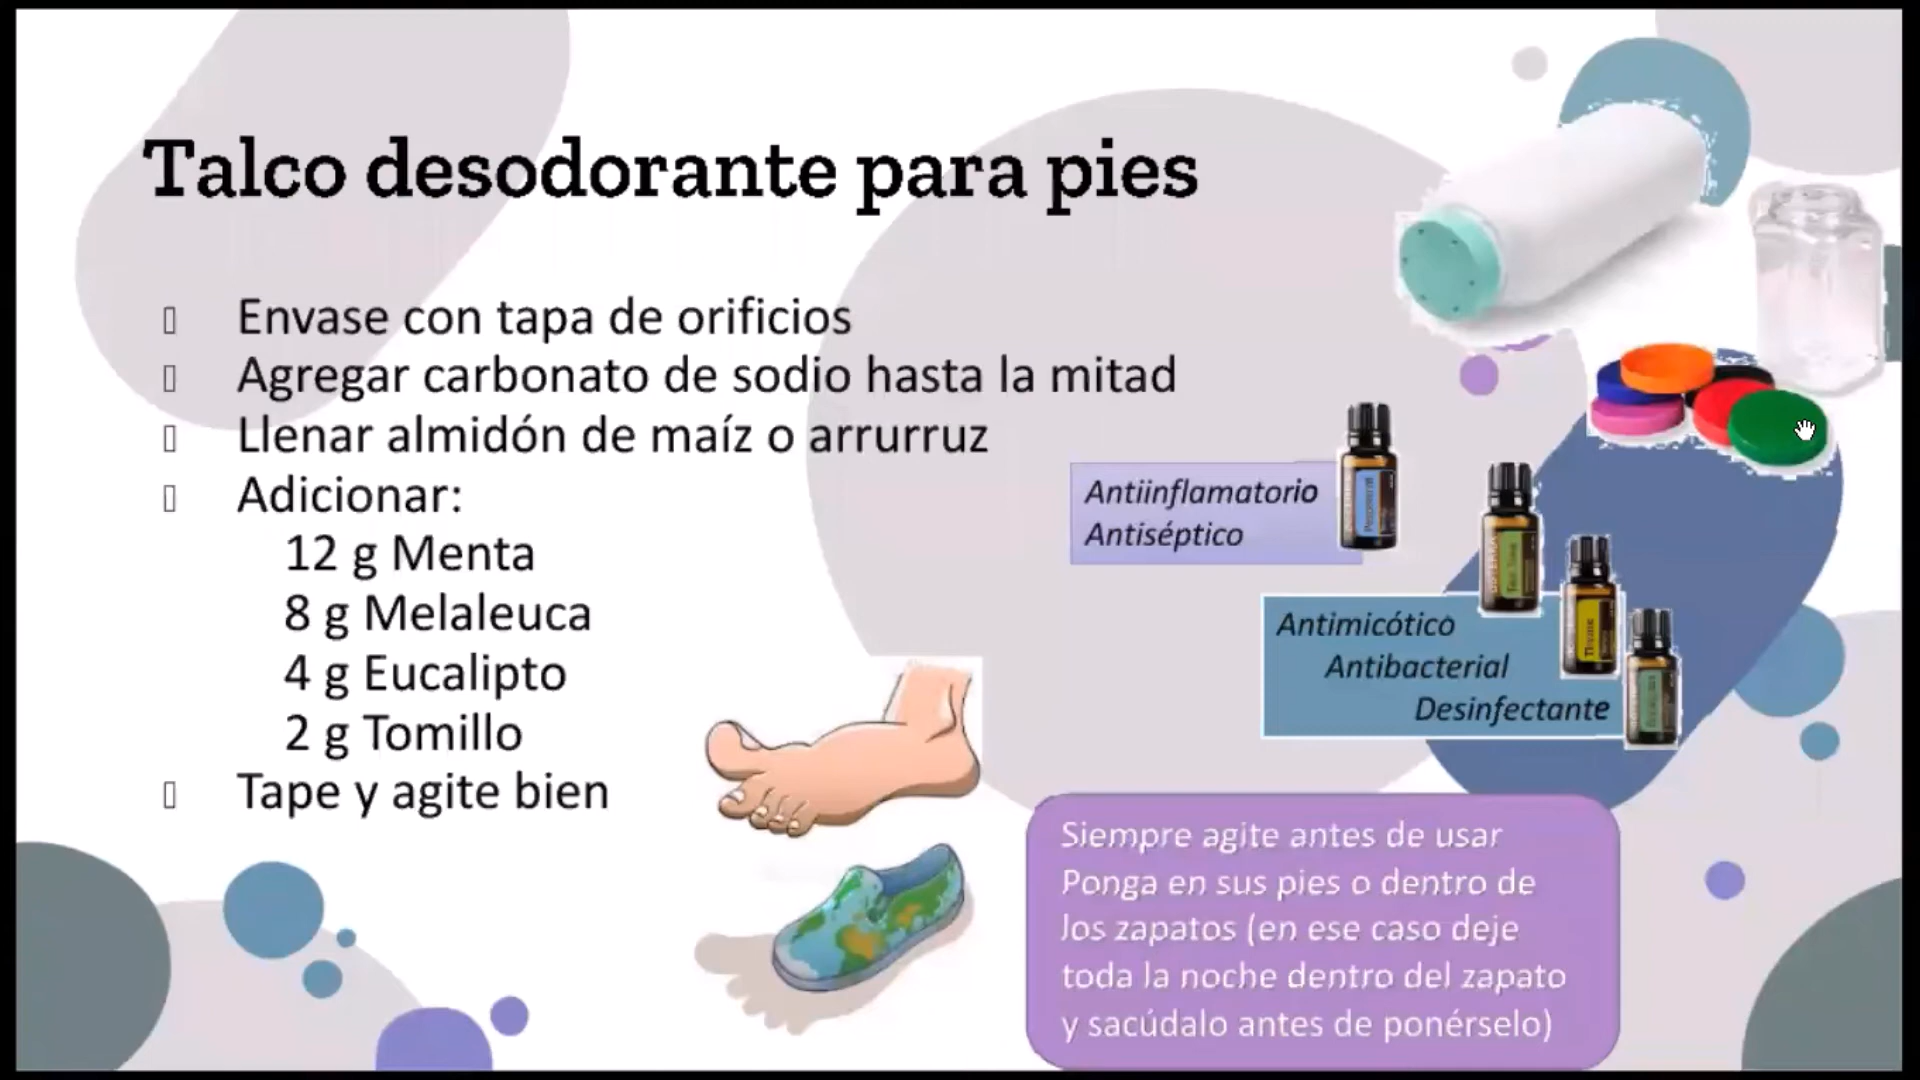 Talco desodorante para pies
Envase con tapa de orificios
Agregar carbonato de sodio hasta la mitad
Llenar almidón de maíz o arrurruz
Adicionar:
12 g Menta
8 g Melaleuca
4 g Eucalipto
2 g Tomillo
Tape y agite bien
Antiinflamatorio
Antiséptico
Antimicótico
Antibacterial
Desinfectante
Siempre agite antes de usar
Ponga en sus pies o dentro de
los zapatos (en ese caso deje
toda la noche dentro del zapato
y sacúdalo antes de ponérselo)